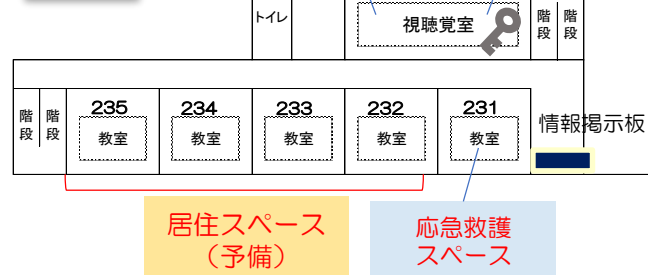 トイレ
視聴覚室
階段
階段
階段
階段
235
234
233
232
231
教室
教室
教室
教室
教室
情報掲示板
居住スペース
（予備）
応急救護
スペース